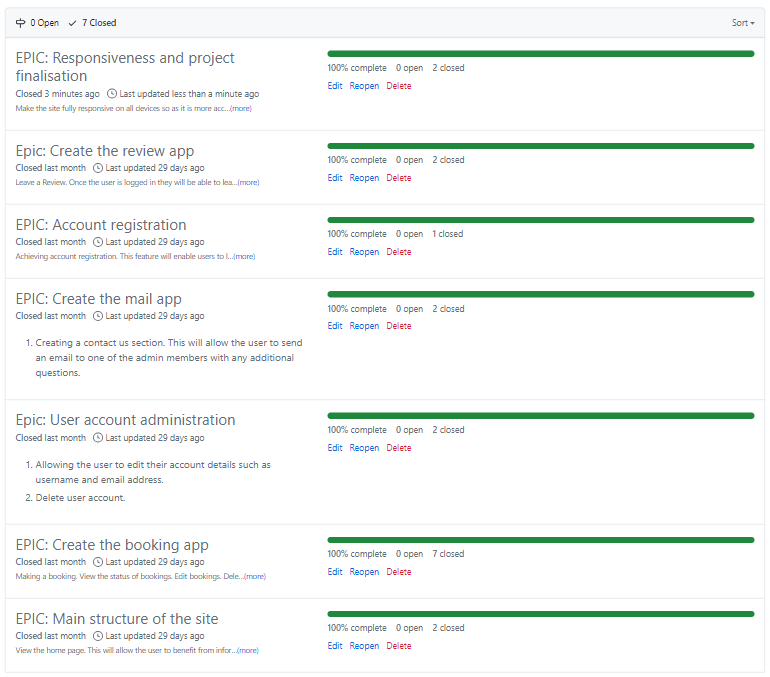 0 Open 7 Closed Sort
EPIC: Responsiveness and project
finalisation
Closed 3 minutes ago Last updated less than a minute ago
Make the site fully responsive on all devices so as it is more acc...(more)
100% complete 0 open 2 closed
Edit Reopen Delete
Epic: Create the review app
Closed last month Last updated 29 days ago
Leave a Review. Once the user is logged in they will be able to lea...(more)
100% complete 0 open 2 closed
Edit Reopen Delete
EPIC: Account registration
Closed last month Last updated 29 days ago
Achieving account registration. This feature will enable users to l...(more)
100% complete 0 open 1 closed
Edit Reopen Delete
EPIC: Create the mail app
Closed last month Last updated 29 days ago
1. Creating a contact us section. This will allow the user to send
an email to one of the admin members with any additional
questions.
100% complete 0 open 2 closed
Edit Reopen Delete
Epic: User account administration
Closed last month Last updated 29 days ago
1. Allowing the user to edit their account details such as
username and email address.
2. Delete user account.
100% complete 0 open 2 closed
Edit Reopen Delete
EPIC: Create the booking app
Closed last month Last updated 29 days ago
Making a booking. View the status of bookings. Edit bookings. Dele...(more)
100% complete 0 open 7 closed
Edit Reopen Delete
EPIC: Main structure of the site
Closed last month Last updated 29 days ago
View the home page. This will allow the user to benefit from infor...(more)
100% complete 0 open 2 closed
Edit Reopen Delete